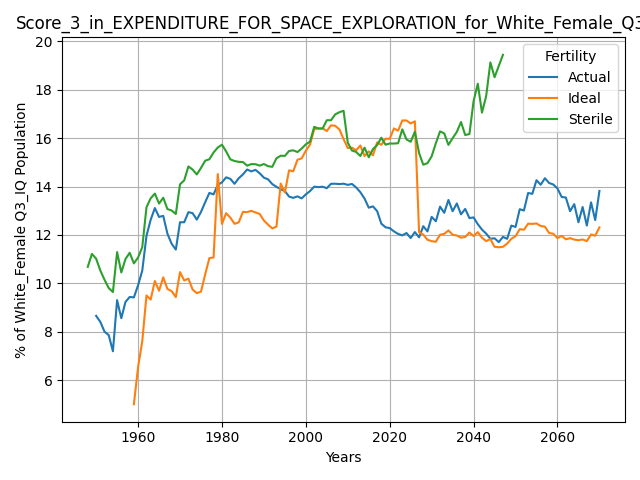 Score_3_in_EXPENDITURE_FOR_SPACE_EXPLORATION_for_White_Female_Q3
20
18
16
14
12
10
8
6
% of White_Female Q3_IQ Population
Fertility
Actual
Ideal
Sterile
1960
1980
2000
2020
2040
2060
Years